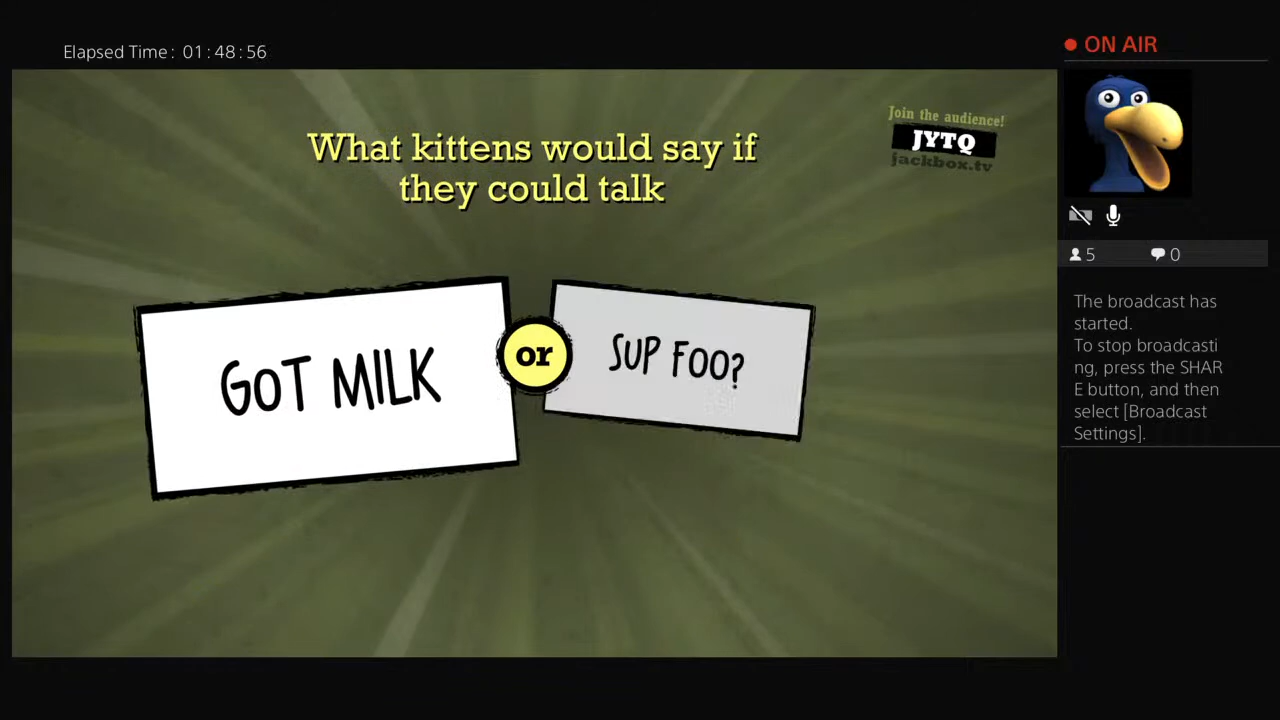 Elapsed Time: 01:48:56
ON AIR
What kittens would say if
they could talk
Join the audience!
JYTQ
jackbox.tv
GOT MILK
or
SUP FOO?
5
0
The broadcast has
started.
To stop broadcasti
ng, press the SHAR
E button, and then
select [Broadcast
Settings].